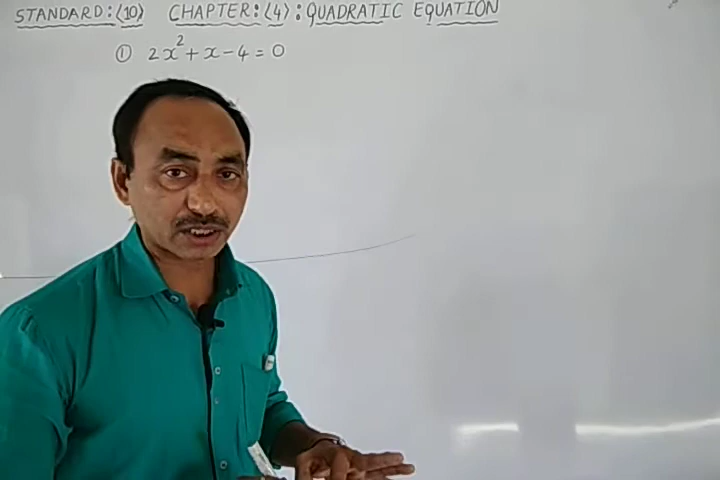 STANDARD:⟨10⟩ CHAPTER:⟨4⟩:QUADRATIC EQUATION
① 2x²+x-4=0